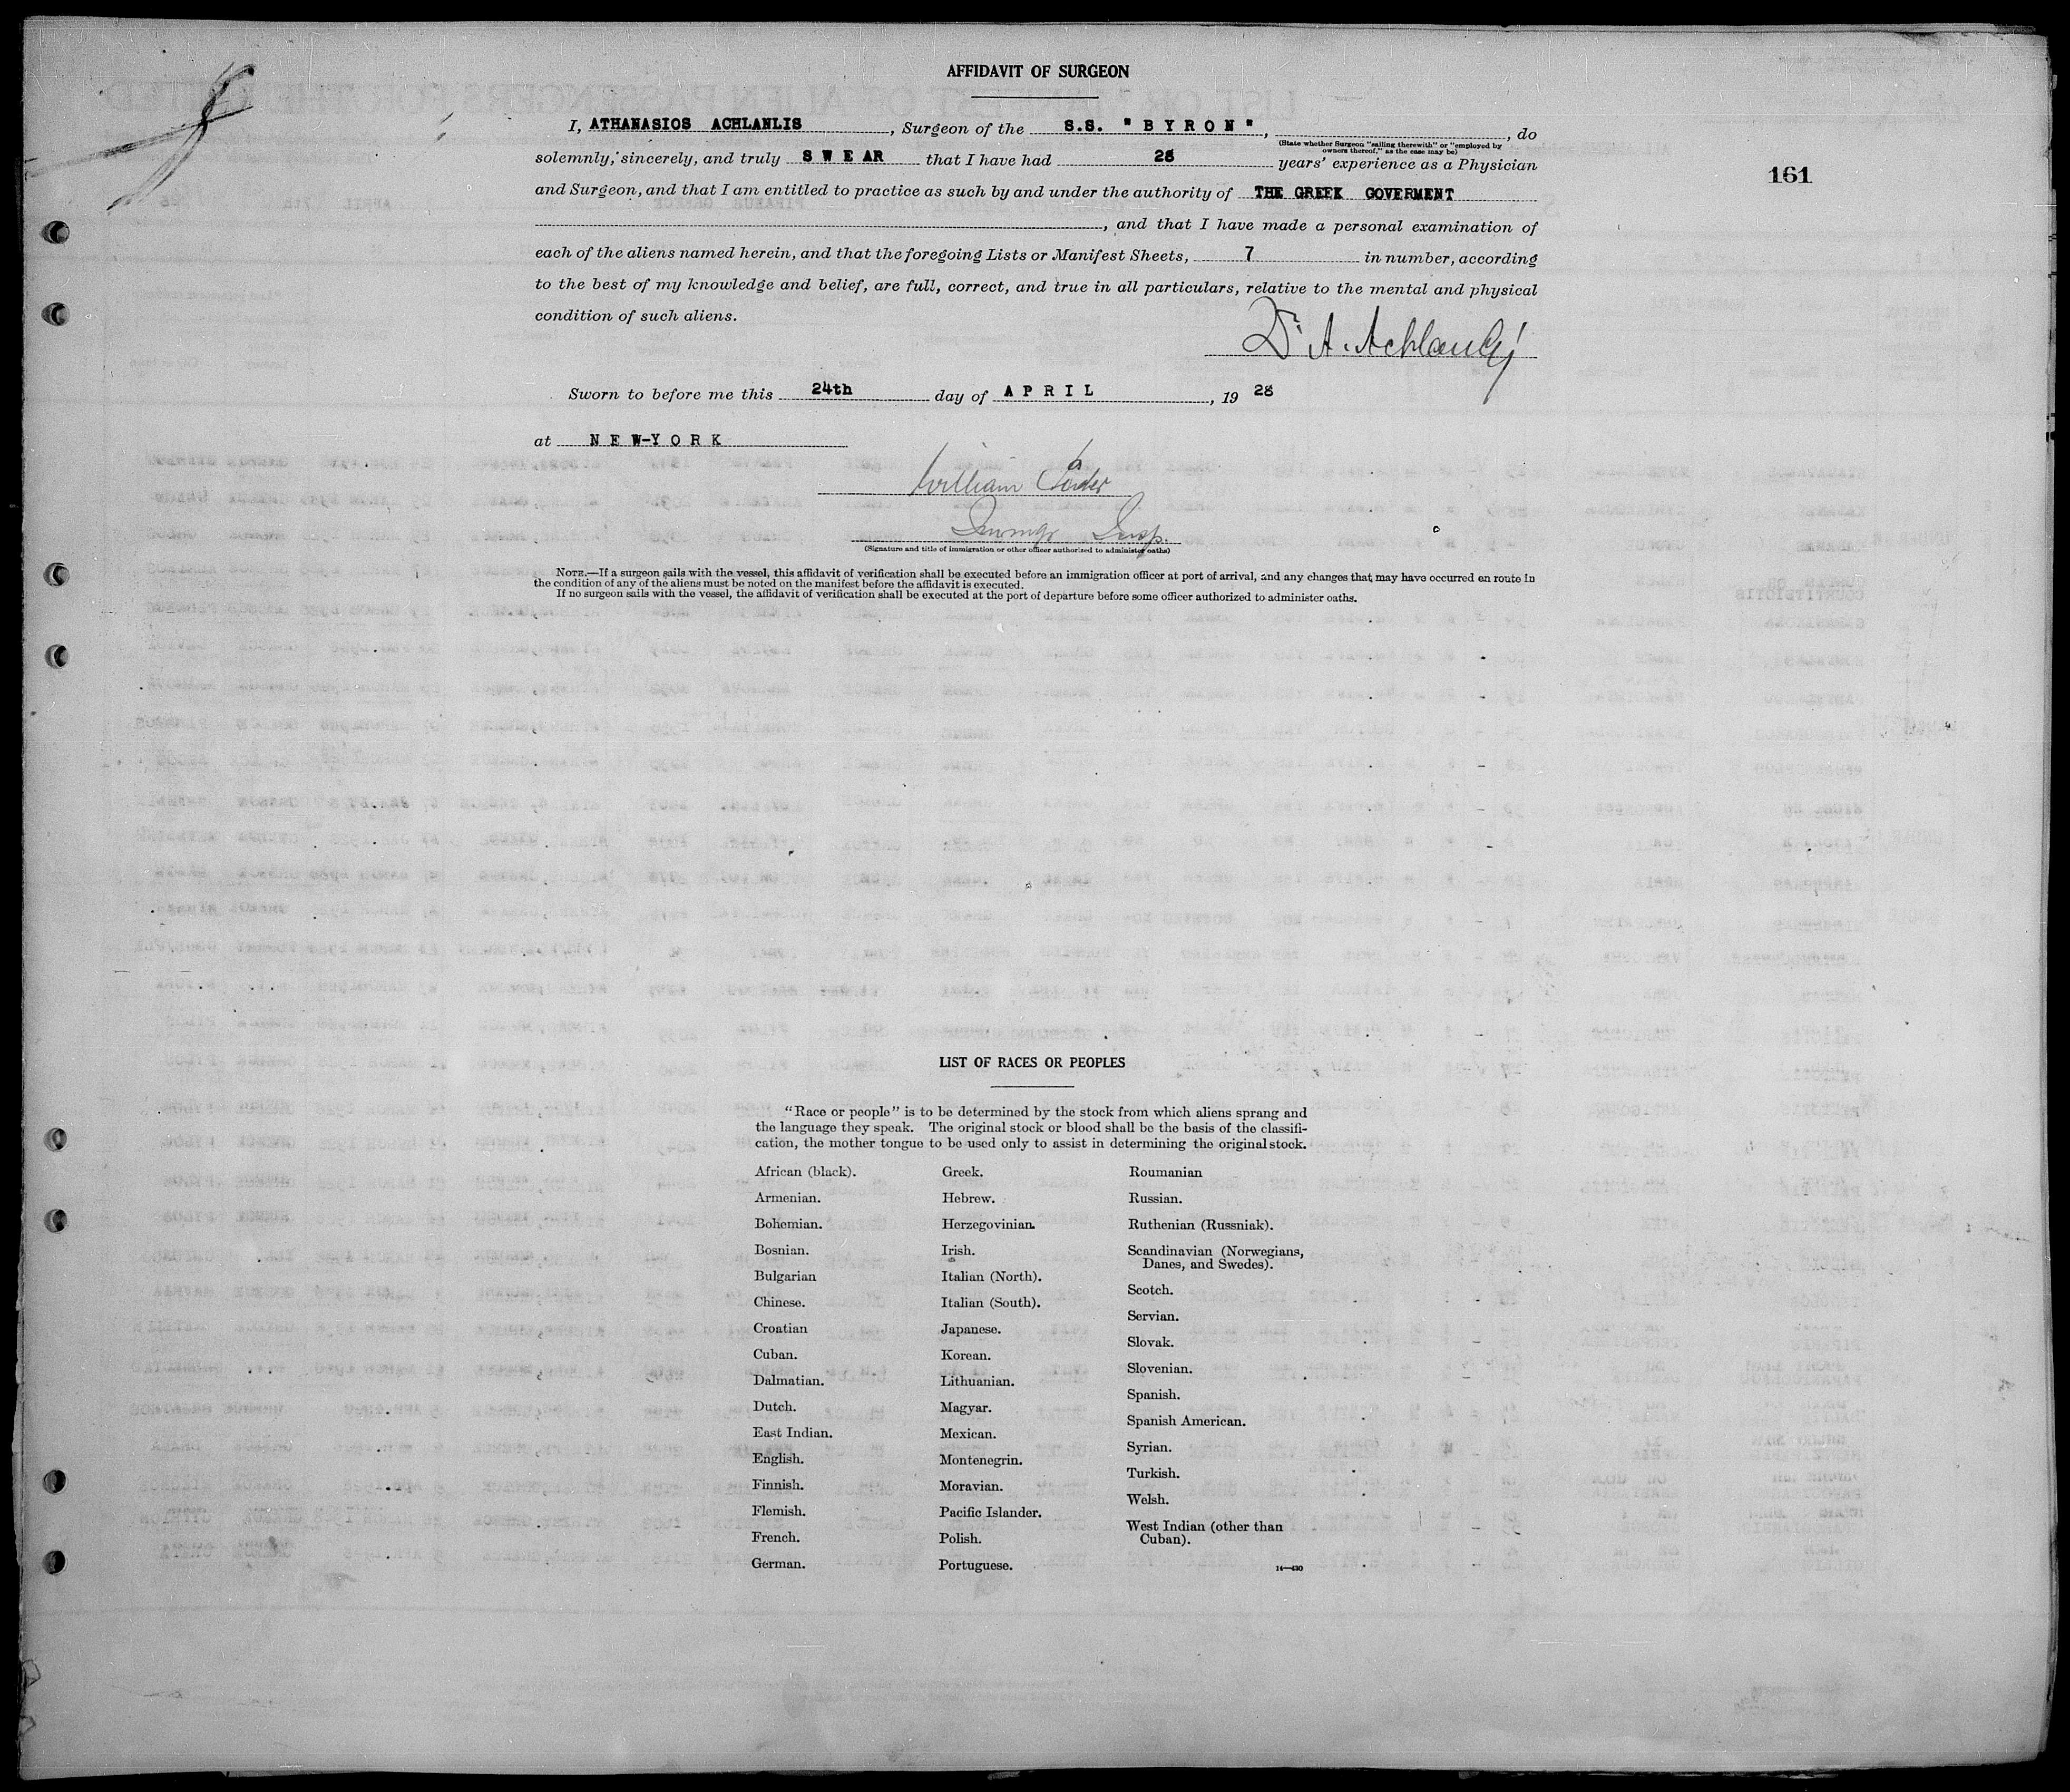 AFFIDAVIT OF SURGEON
I, ATHANASIOS ACHLANLIS, Surgeon of the S.S. "BYRON", , do
(State whether Surgeon "sailing therewith" or "employed by
owners thereof," as the case may be)
solemnly, sincerely, and truly SWEAR that I have had 28 years' experience as a Physician
161
and Surgeon, and that I am entitled to practice as such by and under the authority of THE GREEK GOVERMENT
, and that I have made a personal examination of
each of the aliens named herein, and that the foregoing Lists or Manifest Sheets, 7 in number, according
to the best of my knowledge and belief, are full, correct, and true in all particulars, relative to the mental and physical
condition of such aliens.
Dr A. Achlanlis
Sworn to before me this 24th day of APRIL, 19 28
at NEW-YORK
William
Immgr Insp.
(Signature and title of immigration or other officer authorized to administer oaths)
NOTE.—If a surgeon sails with the vessel, this affidavit of verification shall be executed before an immigration officer at port of arrival, and any changes that may have occurred en route in
the condition of any of the aliens must be noted on the manifest before the affidavit is executed.
If no surgeon sails with the vessel, the affidavit of verification shall be executed at the port of departure before some officer authorized to administer oaths.
LIST OF RACES OR PEOPLES
"Race or people" is to be determined by the stock from which aliens sprang and
the language they speak. The original stock or blood shall be the basis of the classifi-
cation, the mother tongue to be used only to assist in determining the original stock.
African (black).
Armenian.
Bohemian.
Bosnian.
Bulgarian
Chinese.
Croatian
Cuban.
Dalmatian.
Dutch.
East Indian.
English.
Finnish.
Flemish.
French.
German.
Greek.
Hebrew.
Herzegovinian.
Irish.
Italian (North).
Italian (South).
Japanese.
Korean.
Lithuanian.
Magyar.
Mexican.
Montenegrin.
Moravian.
Pacific Islander.
Polish.
Portuguese.
Roumanian
Russian.
Ruthenian (Russniak).
Scandinavian (Norwegians,
Danes, and Swedes).
Scotch.
Servian.
Slovak.
Slovenian.
Spanish.
Spanish American.
Syrian.
Turkish.
Welsh.
West Indian (other than
Cuban).
14—430